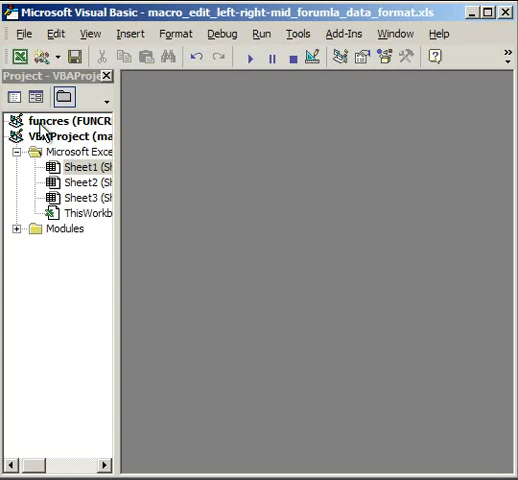 Microsoft Visual Basic - macro_edit_left-right-mid_forumla_data_format.xls
File Edit View Insert Format Debug Run Tools Add-Ins Window Help
Project - VBAProje
funcres (FUNCR
VBAProject (ma
Microsoft Exce
Sheet1 (Sh
Sheet2 (Sh
Sheet3 (Sh
ThisWorkb
Modules